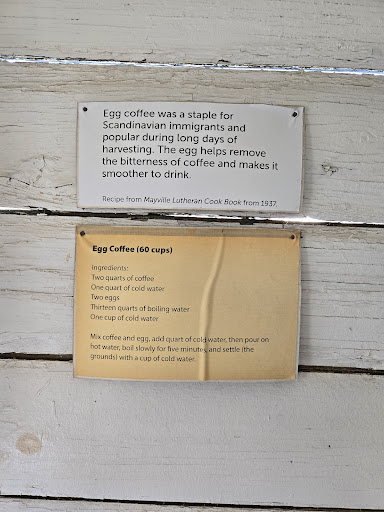 Egg coffee was a staple for
Scandinavian immigrants and
popular during long days of
harvesting. The egg helps remove
the bitterness of coffee and makes it
smoother to drink.
Recipe from Mayville Lutheran Cook Book from 1937.
Egg Coffee (60 cups)
Ingredients:
Two quarts of coffee
One quart of cold water
Two eggs
Thirteen quarts of boiling water
One cup of cold water
Mix coffee and egg, add quart of cold water, then pour on
hot water, boil slowly for five minutes and settle (the
grounds) with a cup of cold water.